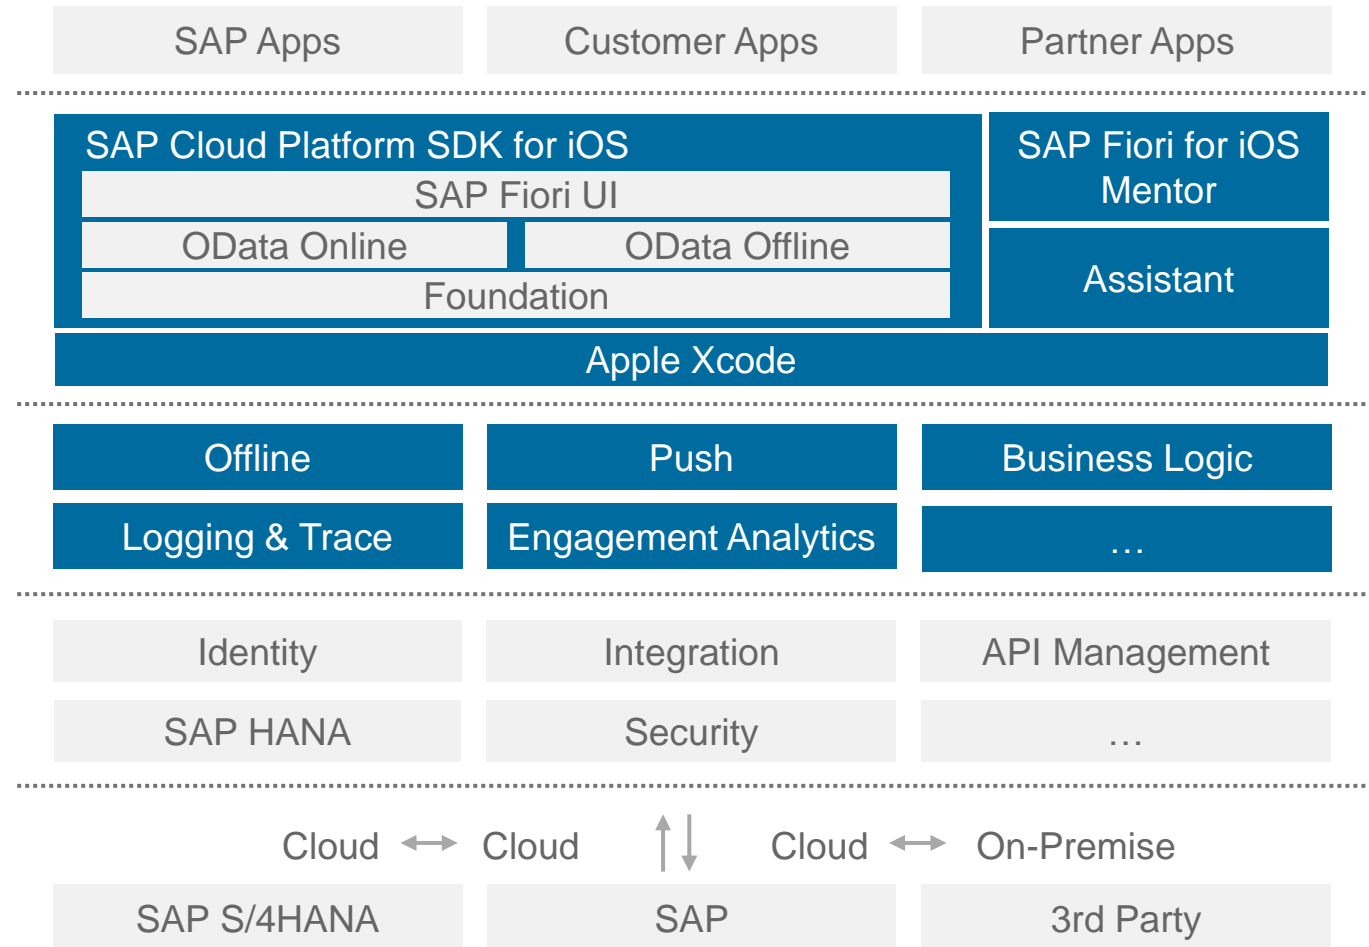 SAP Apps
Customer Apps
Partner Apps
SAP Cloud Platform SDK for iOS
SAP Fiori UI
OData Online
OData Offline
Foundation
SAP Fiori for iOS
Mentor
Assistant
Apple Xcode
Offline
Push
Business Logic
Logging & Trace
Engagement Analytics
…
Identity
Integration
API Management
SAP HANA
Security
…
Cloud
Cloud
Cloud
On-Premise
SAP S/4HANA
SAP
3rd Party